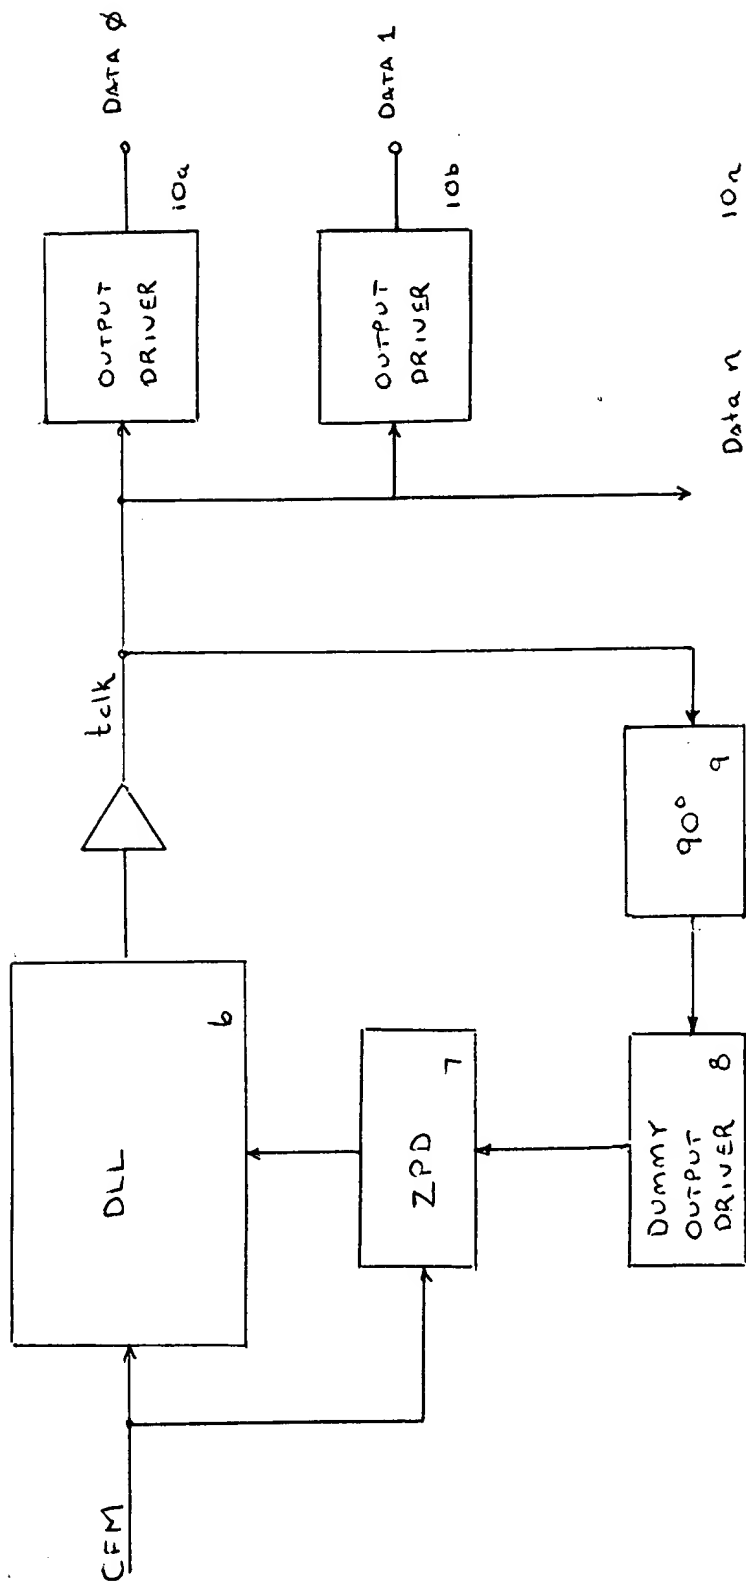 CFM
DLL
6
tclk
OUTPUT
DRIVER
10a
DATA 0
OUTPUT
DRIVER
10b
DATA 1
ZPD
7
DUMMY
OUTPUT
DRIVER
8
90°
9
Data n
10n